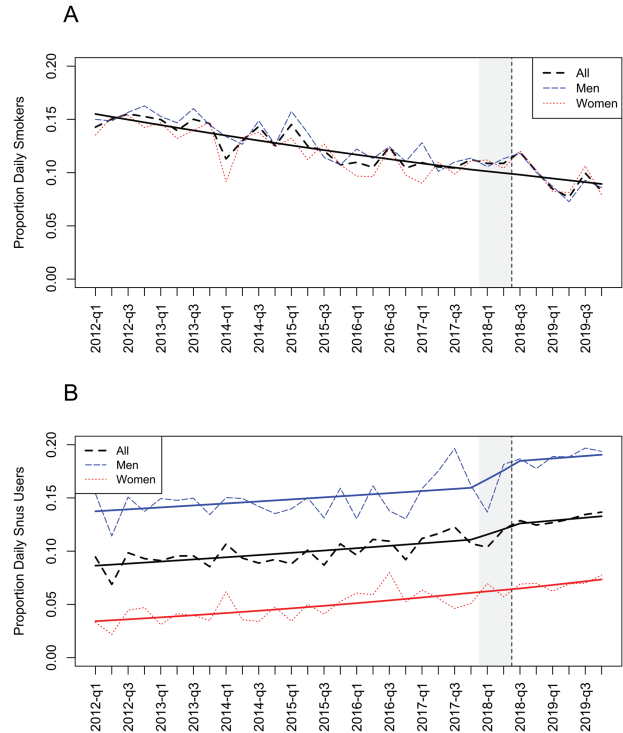 A
Proportion Daily Smokers
0.20
0.15
0.10
0.05
0.00
All
Men
Women
2012-q1
2012-q3
2013-q1
2013-q3
2014-q1
2014-q3
2015-q1
2015-q3
2016-q1
2016-q3
2017-q1
2017-q3
2018-q1
2018-q3
2019-q1
2019-q3
B
Proportion Daily Snus Users
0.20
0.15
0.10
0.05
0.00
All
Men
Women
2012-q1
2012-q3
2013-q1
2013-q3
2014-q1
2014-q3
2015-q1
2015-q3
2016-q1
2016-q3
2017-q1
2017-q3
2018-q1
2018-q3
2019-q1
2019-q3